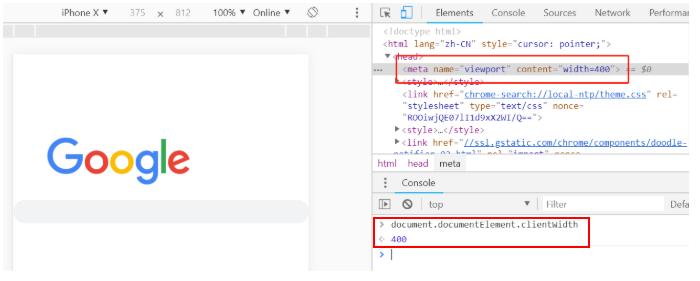 iPhone X ▼ 375 × 812 100% ▼ Online ▼
Elements Console Sources Network Performar
<!doctype html>
<html lang="zh-CN" style="cursor: pointer;">
▼<head>
••• <meta name="viewport" content="width=400"> == $0
▶<style>…</style>
<link href="chrome-search://local-ntp/theme.css" rel=
"stylesheet" type="text/css" nonce=
"ROOiwjQE07lI1d9xX2WI/Q==">
▶<style>…</style>
▶<link href="//ssl.gstatic.com/chrome/components/doodle-
Google
html head meta
Console
top ▼ Filter Defa
> document.documentElement.clientWidth
< 400
>